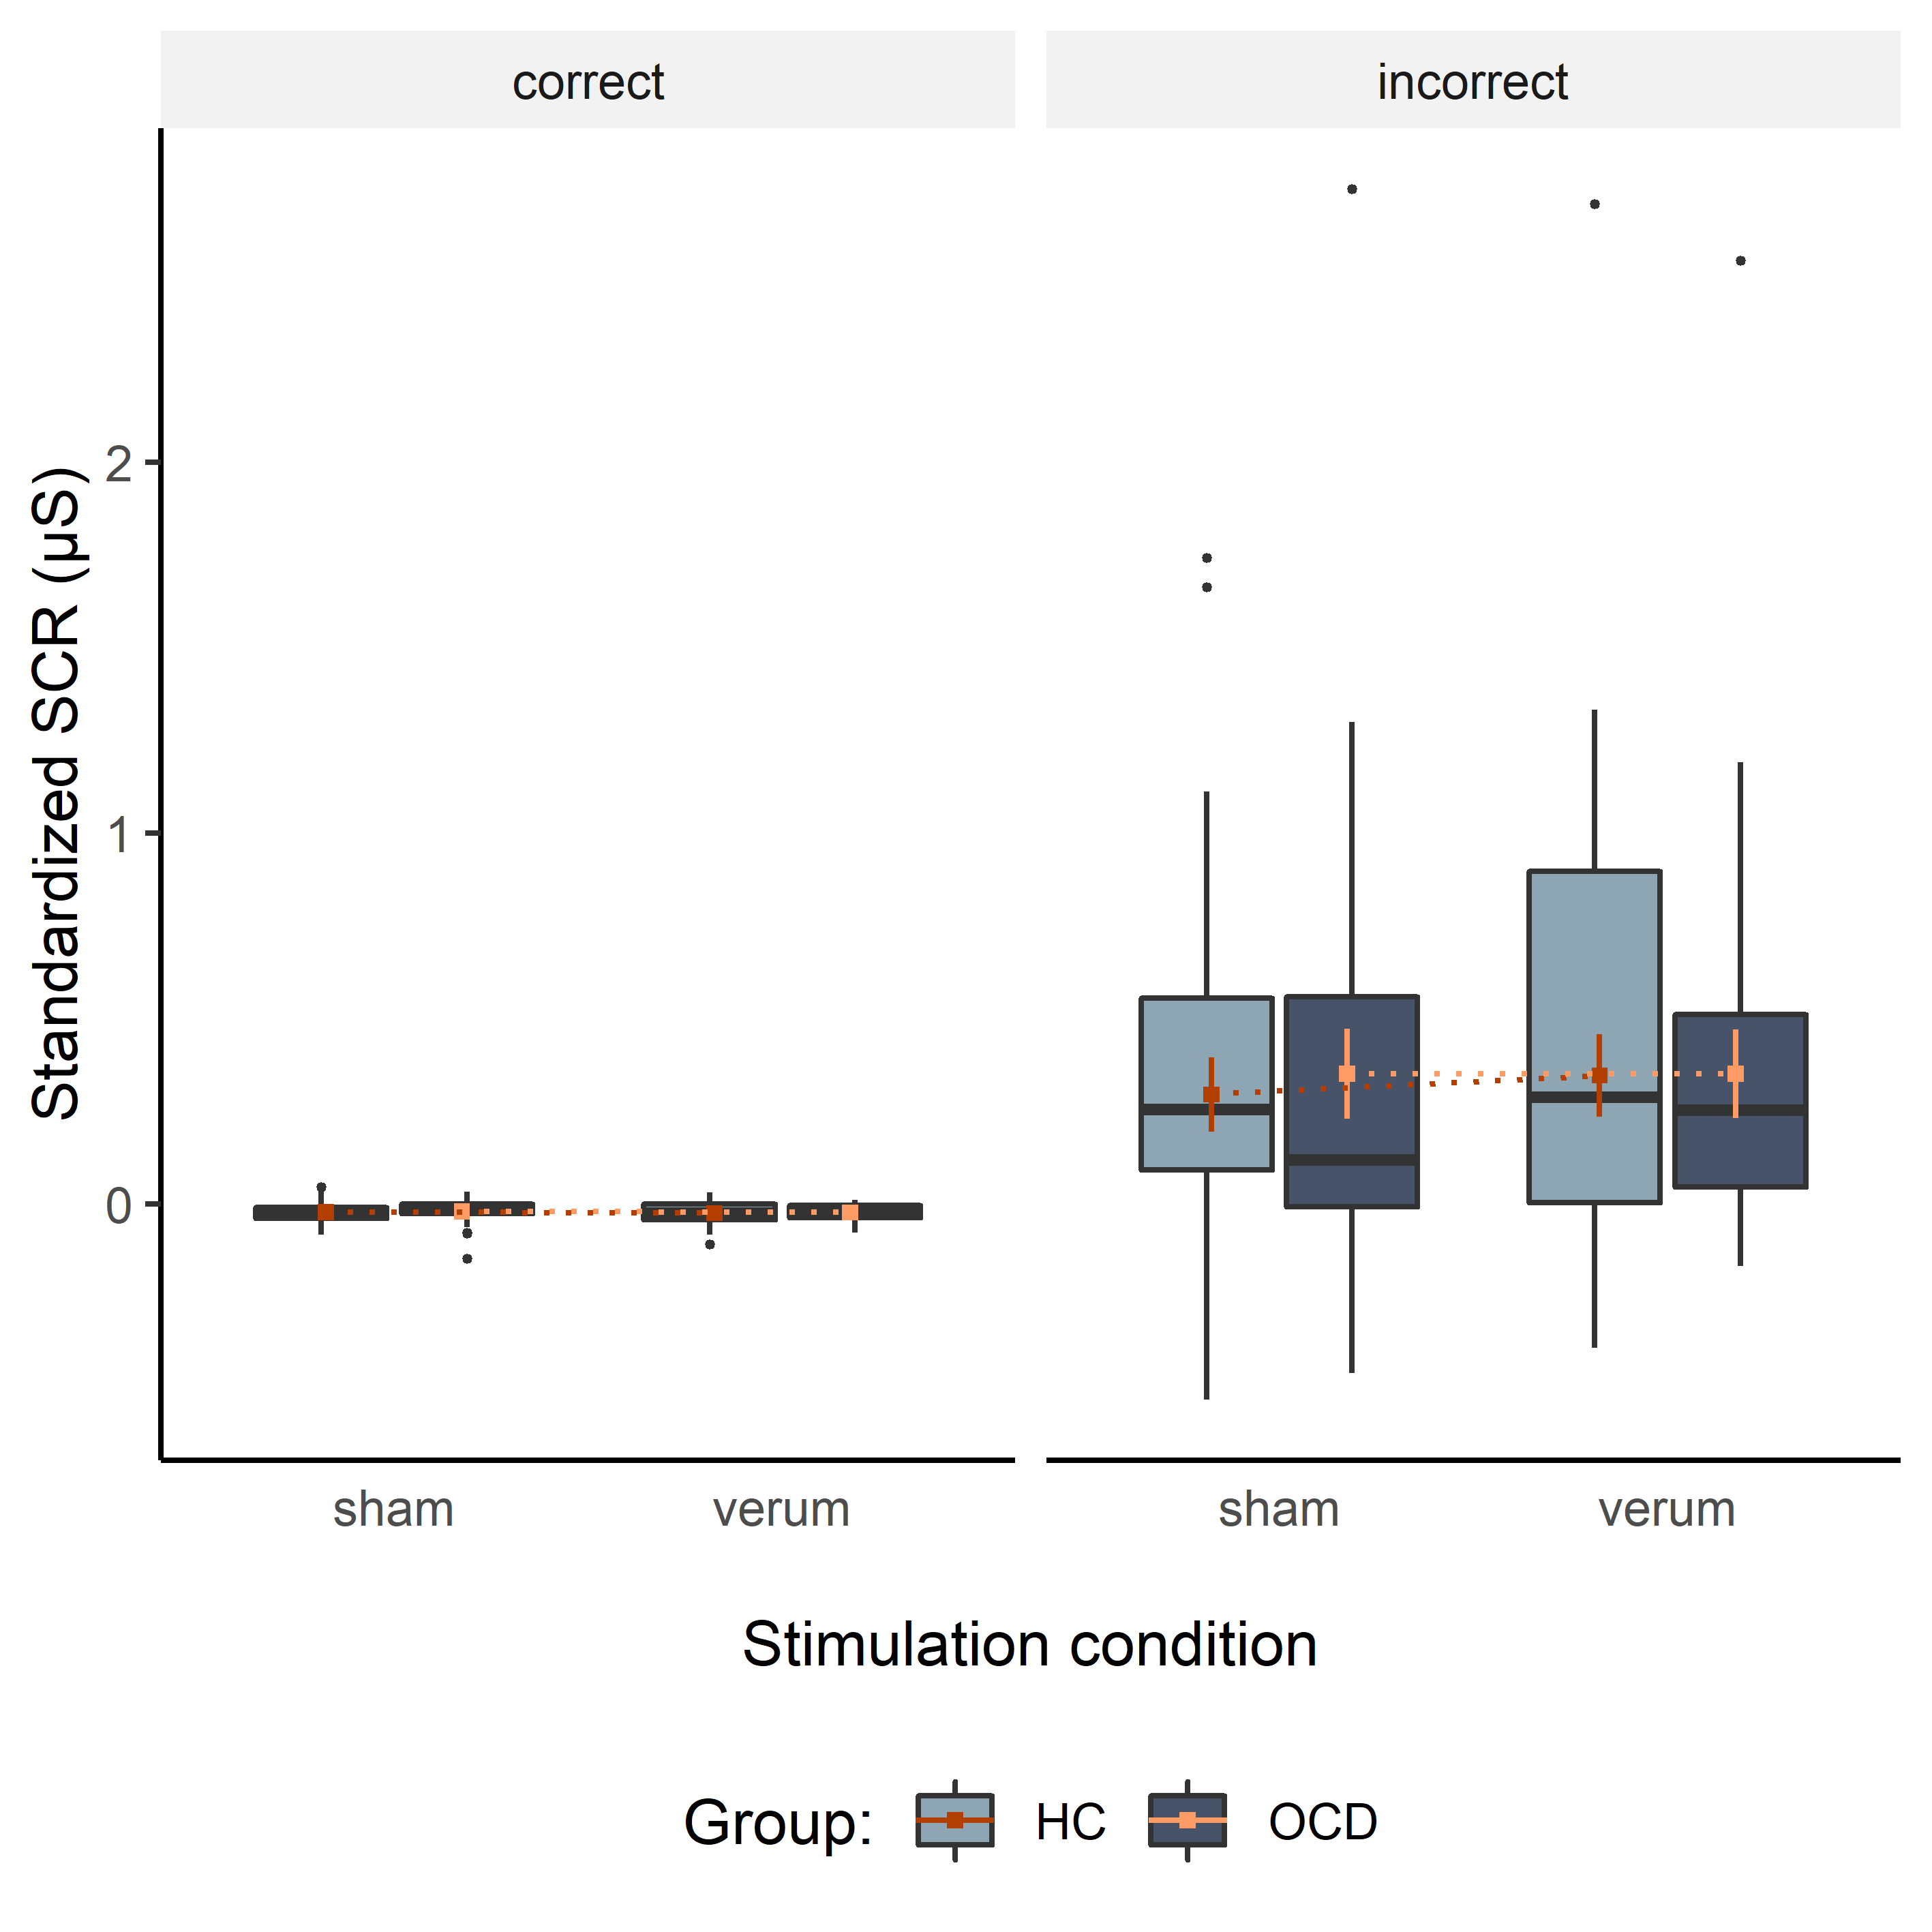 correct
incorrect
Standardized SCR (µS)
2
1
0
sham
verum
sham
verum
Stimulation condition
Group:
HC
OCD